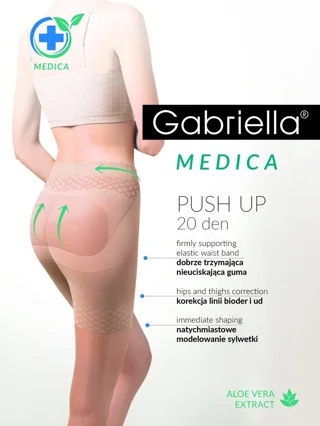 MEDICA
Gabriella®
MEDICA
PUSH UP
20 den
firmly supporting
elastic waist band
dobrze trzymająca
nieuciskająca guma
hips and thighs correction
korekcja linii bioder i ud
immediate shaping
natychmiastowe
modelowanie sylwetki
ALOE VERA
EXTRACT